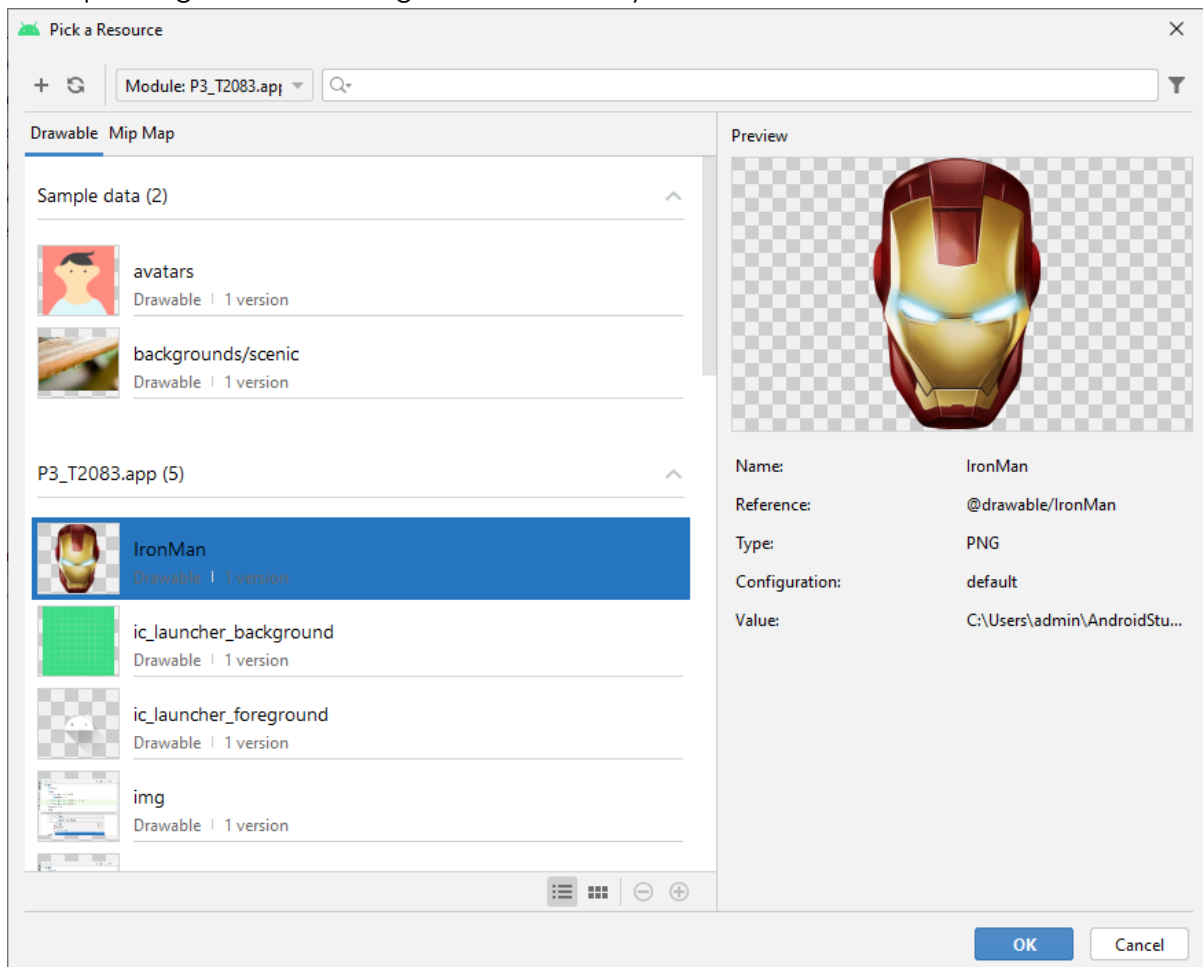 Pick a Resource
Module: P3_T2083.app
Drawable Mip Map
Sample data (2)
avatars
Drawable | 1 version
backgrounds/scenic
Drawable | 1 version
P3_T2083.app (5)
IronMan
Drawable | 1 version
ic_launcher_background
Drawable | 1 version
ic_launcher_foreground
Drawable | 1 version
img
Drawable | 1 version
Preview
Name: IronMan
Reference: @drawable/IronMan
Type: PNG
Configuration: default
Value: C:\Users\admin\AndroidStu...
OK Cancel